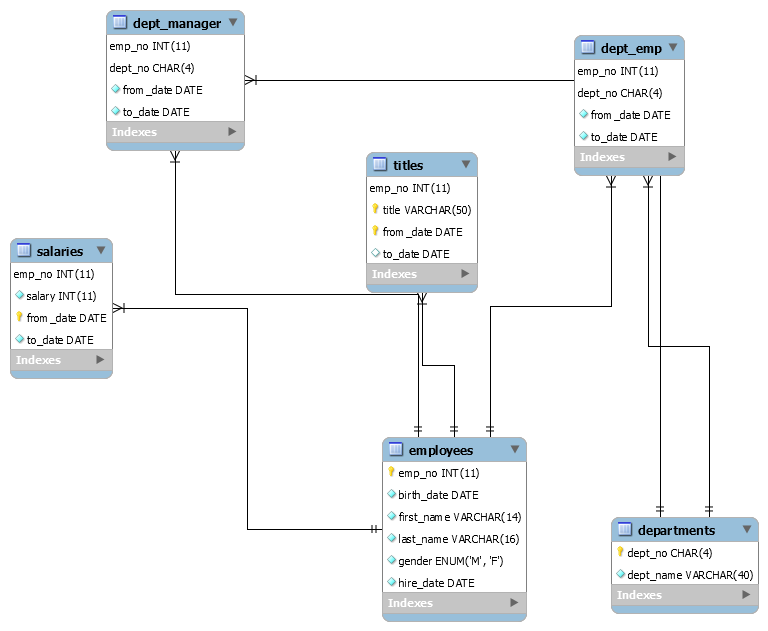 dept_manager
emp_no INT(11)
dept_no CHAR(4)
from_date DATE
to_date DATE
Indexes
dept_emp
emp_no INT(11)
dept_no CHAR(4)
from_date DATE
to_date DATE
Indexes
titles
emp_no INT(11)
title VARCHAR(50)
from_date DATE
to_date DATE
Indexes
salaries
emp_no INT(11)
salary INT(11)
from_date DATE
to_date DATE
Indexes
employees
emp_no INT(11)
birth_date DATE
first_name VARCHAR(14)
last_name VARCHAR(16)
gender ENUM('M', 'F')
hire_date DATE
Indexes
departments
dept_no CHAR(4)
dept_name VARCHAR(40)
Indexes